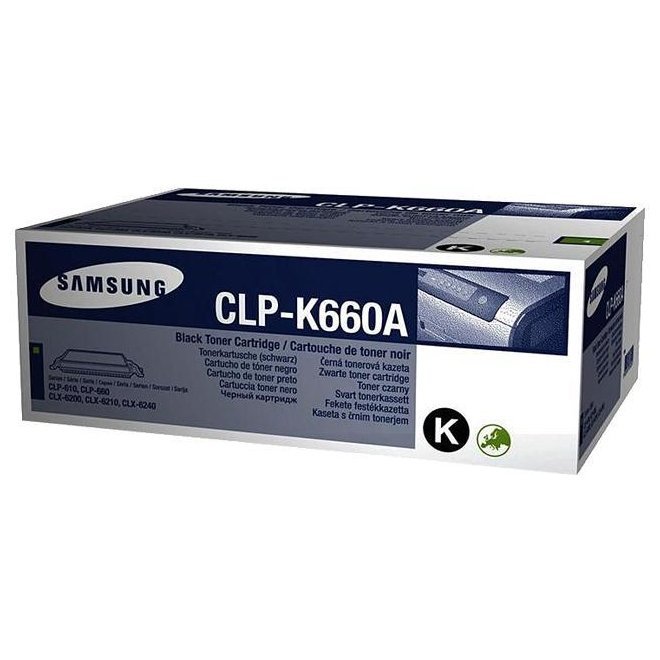 CLP-K660A
K
SAMSUNG
CLP-K660A
Black Toner Cartridge / Cartouche de toner noir
Tonerkartusche (schwarz)
Cartucho de tóner negro
Cartucho de toner preto
Cartuccia toner nero
Черный картридж
Černá tonerová kazeta
Zwarte toner cartridge
Toner czarny
Svart tonerkassett
Fekete festékkazetta
Kaseta s črnim tonerjem
CLP-610, CLP-660
CLX-6200, CLX-6210, CLX-6240
K